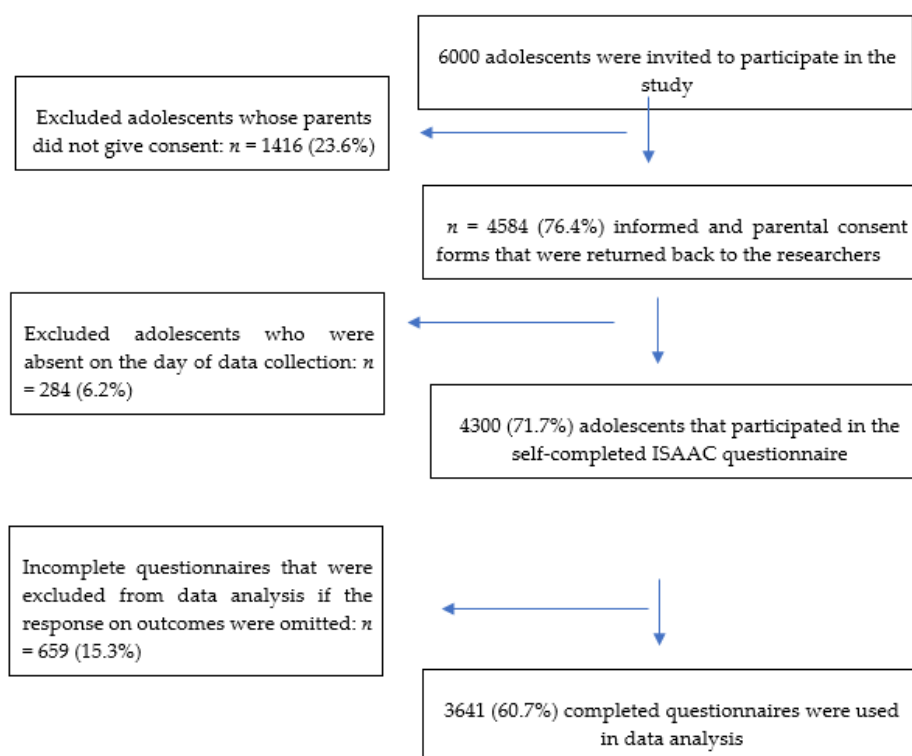 6000 adolescents were invited to participate in the
study
Excluded adolescents whose parents
did not give consent: n = 1416 (23.6%)
n = 4584 (76.4%) informed and parental consent
forms that were returned back to the researchers
Excluded adolescents who were
absent on the day of data collection: n
= 284 (6.2%)
4300 (71.7%) adolescents that participated in the
self-completed ISAAC questionnaire
Incomplete questionnaires that were
excluded from data analysis if the
response on outcomes were omitted: n
= 659 (15.3%)
3641 (60.7%) completed questionnaires were used
in data analysis